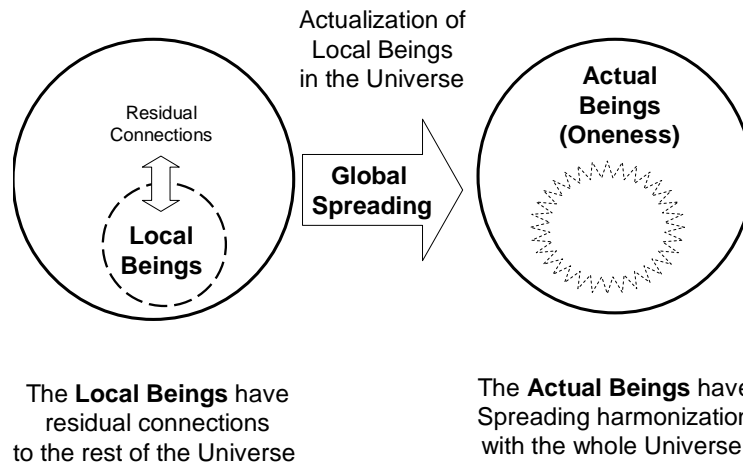 Actualization of
Local Beings
in the Universe
Residual
Connections
Local
Beings
Global
Spreading
Actual
Beings
(Oneness)
The Local Beings have
residual connections
to the rest of the Universe
The Actual Beings have
Spreading harmonization
with the whole Universe